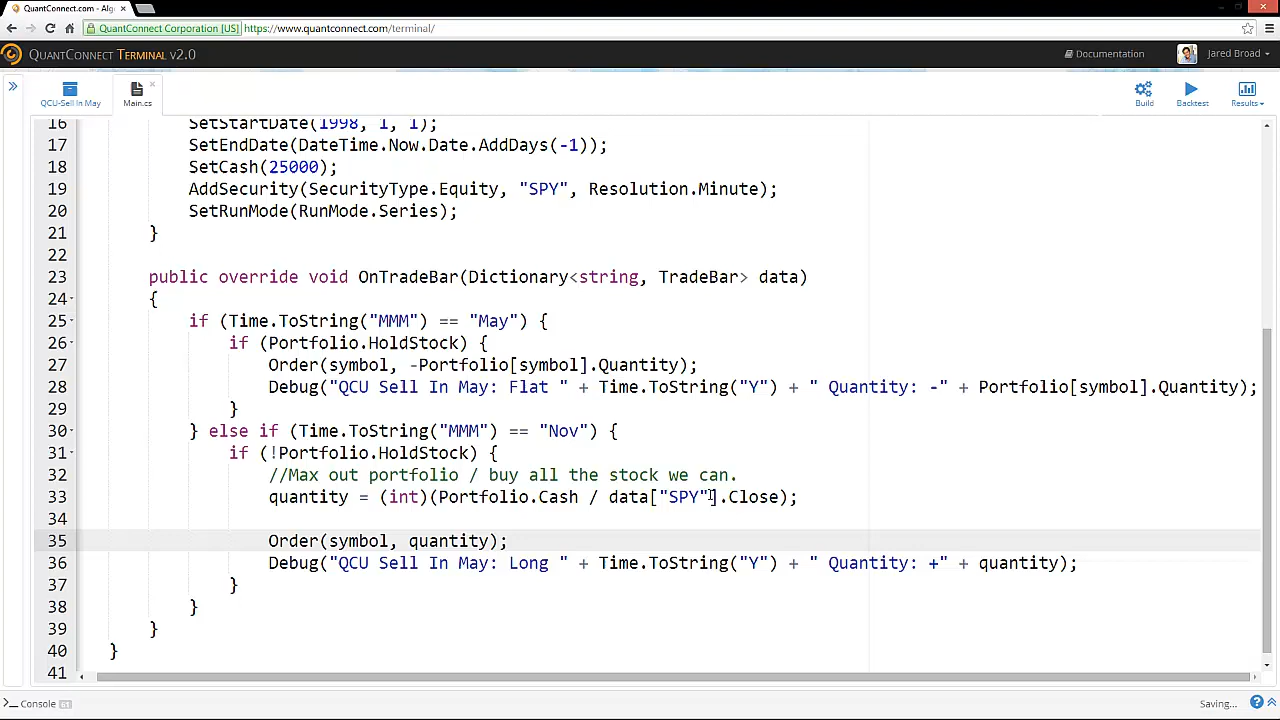 QuantConnect.com - Alg
QuantConnect Corporation [US] https://www.quantconnect.com/terminal/
QUANTCONNECT TERMINAL V2.0
Documentation
Jared Broad
QCU-Sell In May
Main.cs
Build
Backtest
Results
16 SetStartDate(1998, 1, 1);
17 SetEndDate(DateTime.Now.Date.AddDays(-1));
18 SetCash(25000);
19 AddSecurity(SecurityType.Equity, "SPY", Resolution.Minute);
20 SetRunMode(RunMode.Series);
21 }
22
23 public override void OnTradeBar(Dictionary<string, TradeBar> data)
24 {
25 if (Time.ToString("MMM") == "May") {
26 if (Portfolio.HoldStock) {
27 Order(symbol, -Portfolio[symbol].Quantity);
28 Debug("QCU Sell In May: Flat " + Time.ToString("Y") + " Quantity: -" + Portfolio[symbol].Quantity);
29 }
30 } else if (Time.ToString("MMM") == "Nov") {
31 if (!Portfolio.HoldStock) {
32 //Max out portfolio / buy all the stock we can.
33 quantity = (int)(Portfolio.Cash / data["SPY"].Close);
34
35 Order(symbol, quantity);
36 Debug("QCU Sell In May: Long " + Time.ToString("Y") + " Quantity: +" + quantity);
37 }
38 }
39 }
40 }
41
Console 61
Saving...